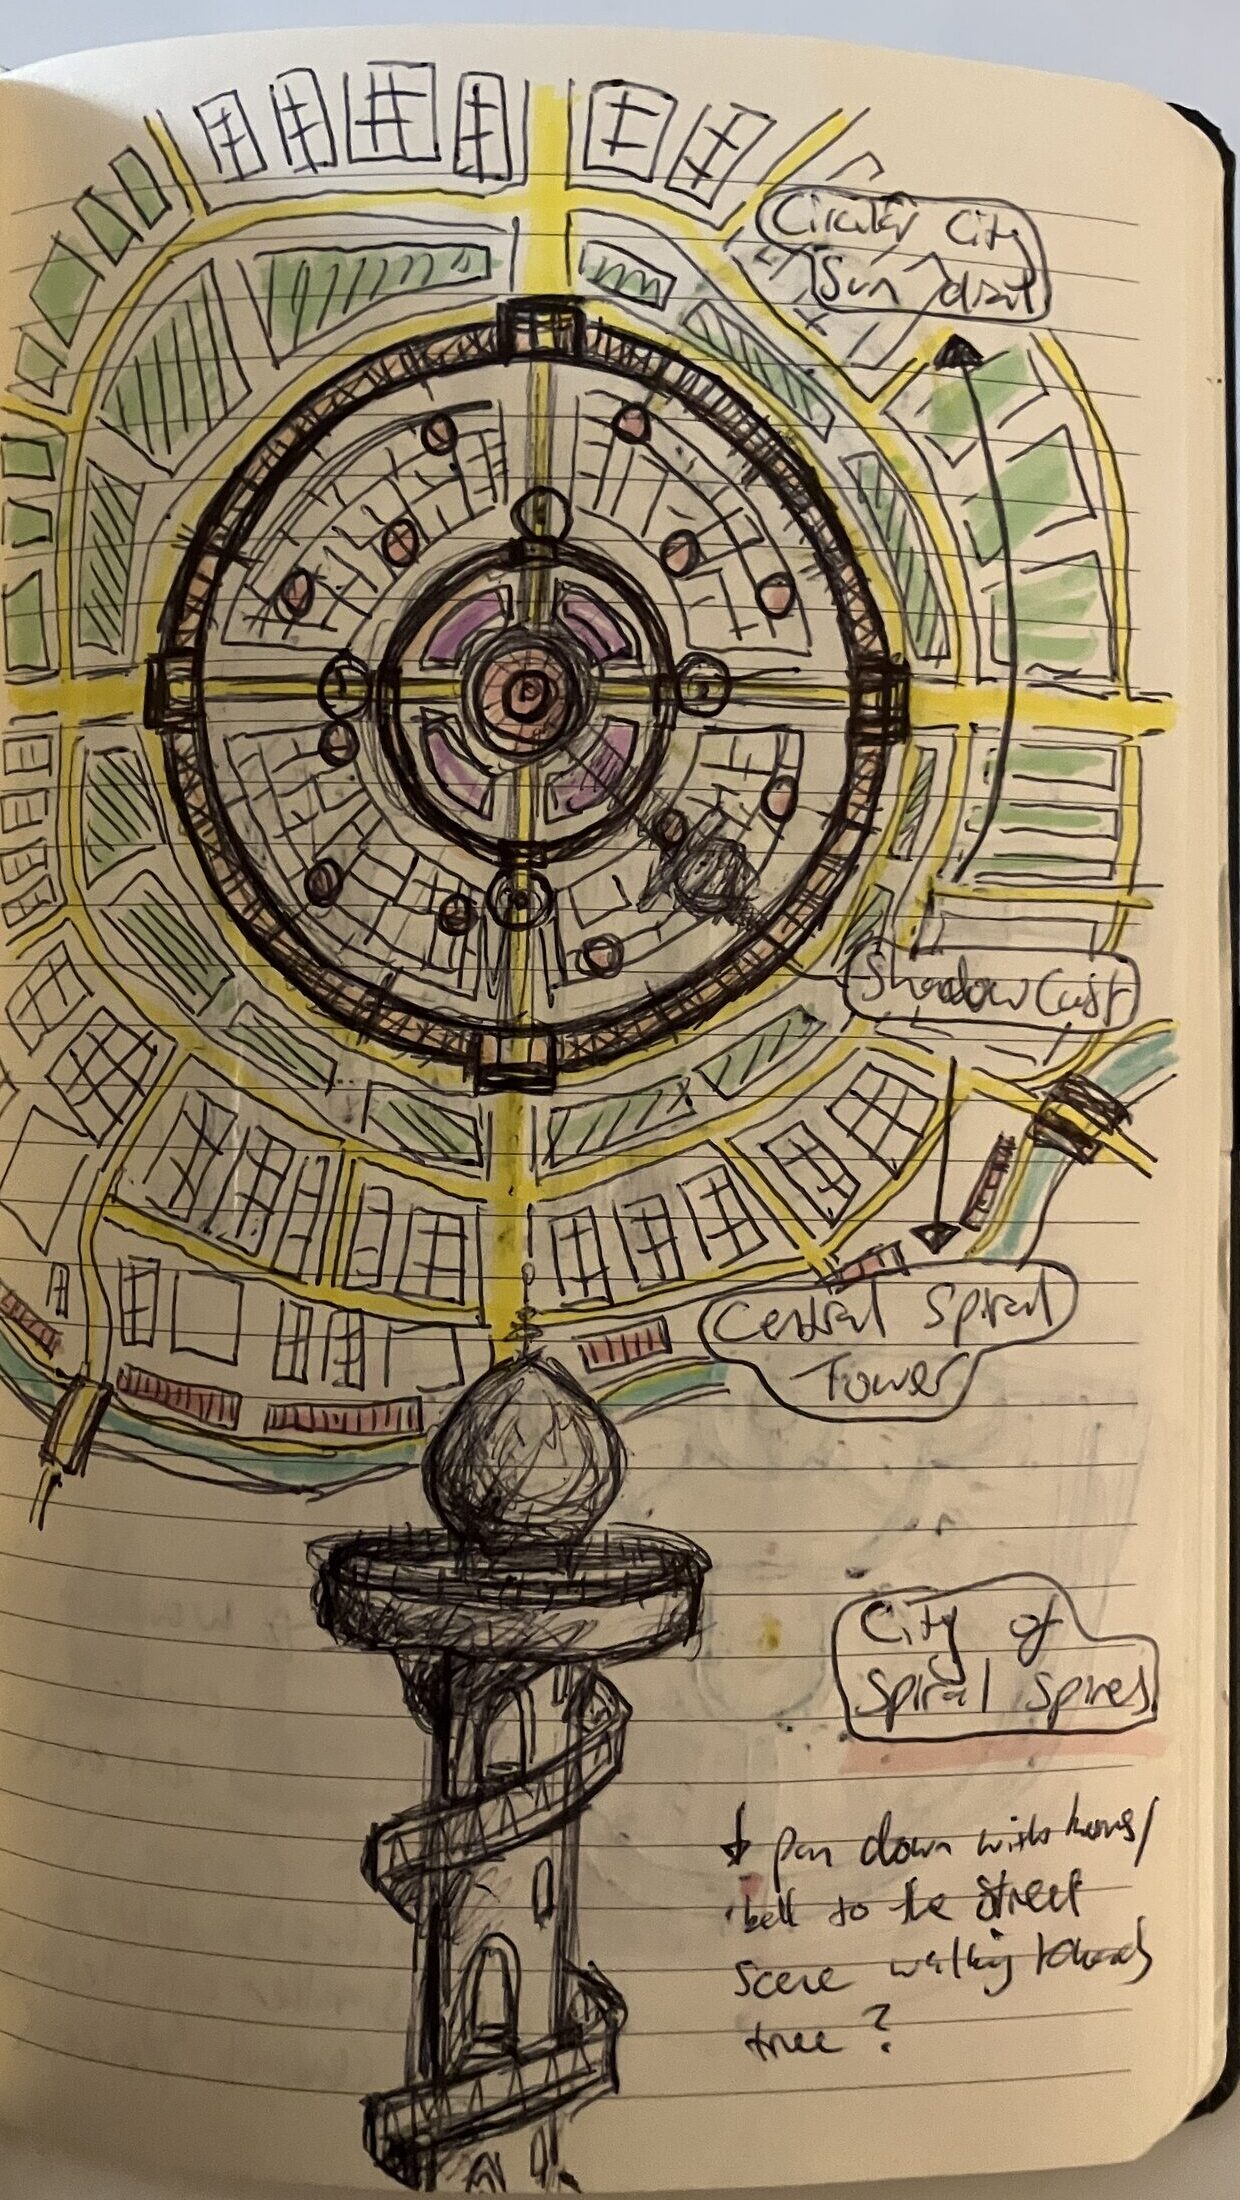 Circular City
Sun dial
Shadow Cast
Central Spiral
Tower
City of
Spiral Spires
pan down with
bell to the street
scene walking towards
tree?